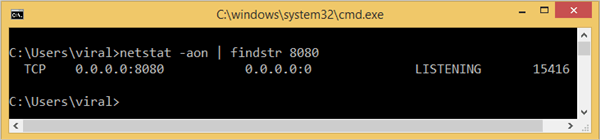 C:\windows\system32\cmd.exe
C:\Users\viral>netstat -aon | findstr 8080
  TCP    0.0.0.0:8080           0.0.0.0:0              LISTENING       15416
C:\Users\viral>